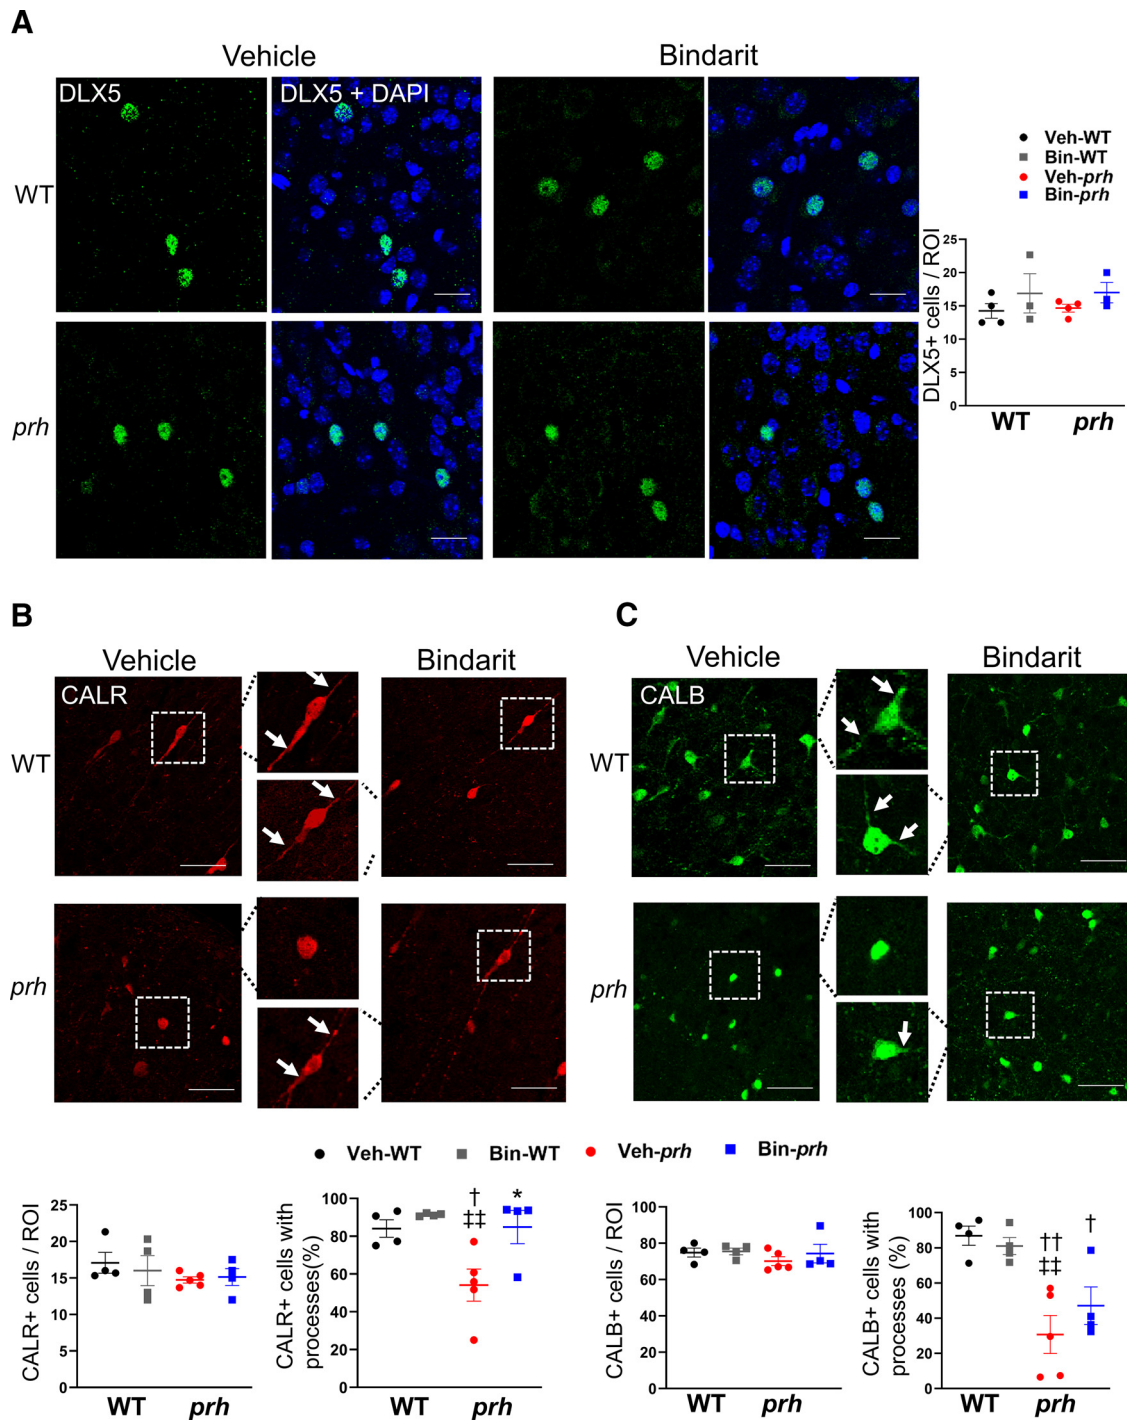 A
Vehicle
Bindarit
DLX5
DLX5 + DAPI
WT
prh
Veh-WT
Bin-WT
Veh-prh
Bin-prh
DLX5+ cells / ROI
25
20
15
10
5
0
WT
prh
B
Vehicle
Bindarit
CALR
WT
prh
C
Vehicle
Bindarit
CALB
WT
prh
Veh-WT
Bin-WT
Veh-prh
Bin-prh
CALR+ cells / ROI
25
20
15
10
5
0
WT
prh
CALR+ cells with
processes(%)
100
80
60
40
20
0
†
‡‡
*
WT
prh
CALB+ cells / ROI
100
80
60
40
20
0
WT
prh
CALB+ cells with
processes (%)
100
80
60
40
20
0
††
‡‡
†
WT
prh